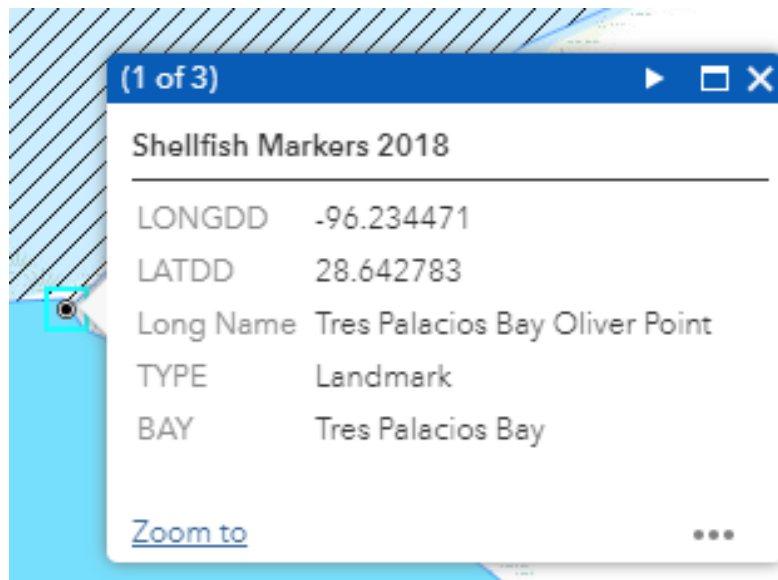 (1 of 3)
Shellfish Markers 2018
LONGDD -96.234471
LATDD 28.642783
Long Name Tres Palacios Bay Oliver Point
TYPE Landmark
BAY Tres Palacios Bay
Zoom to